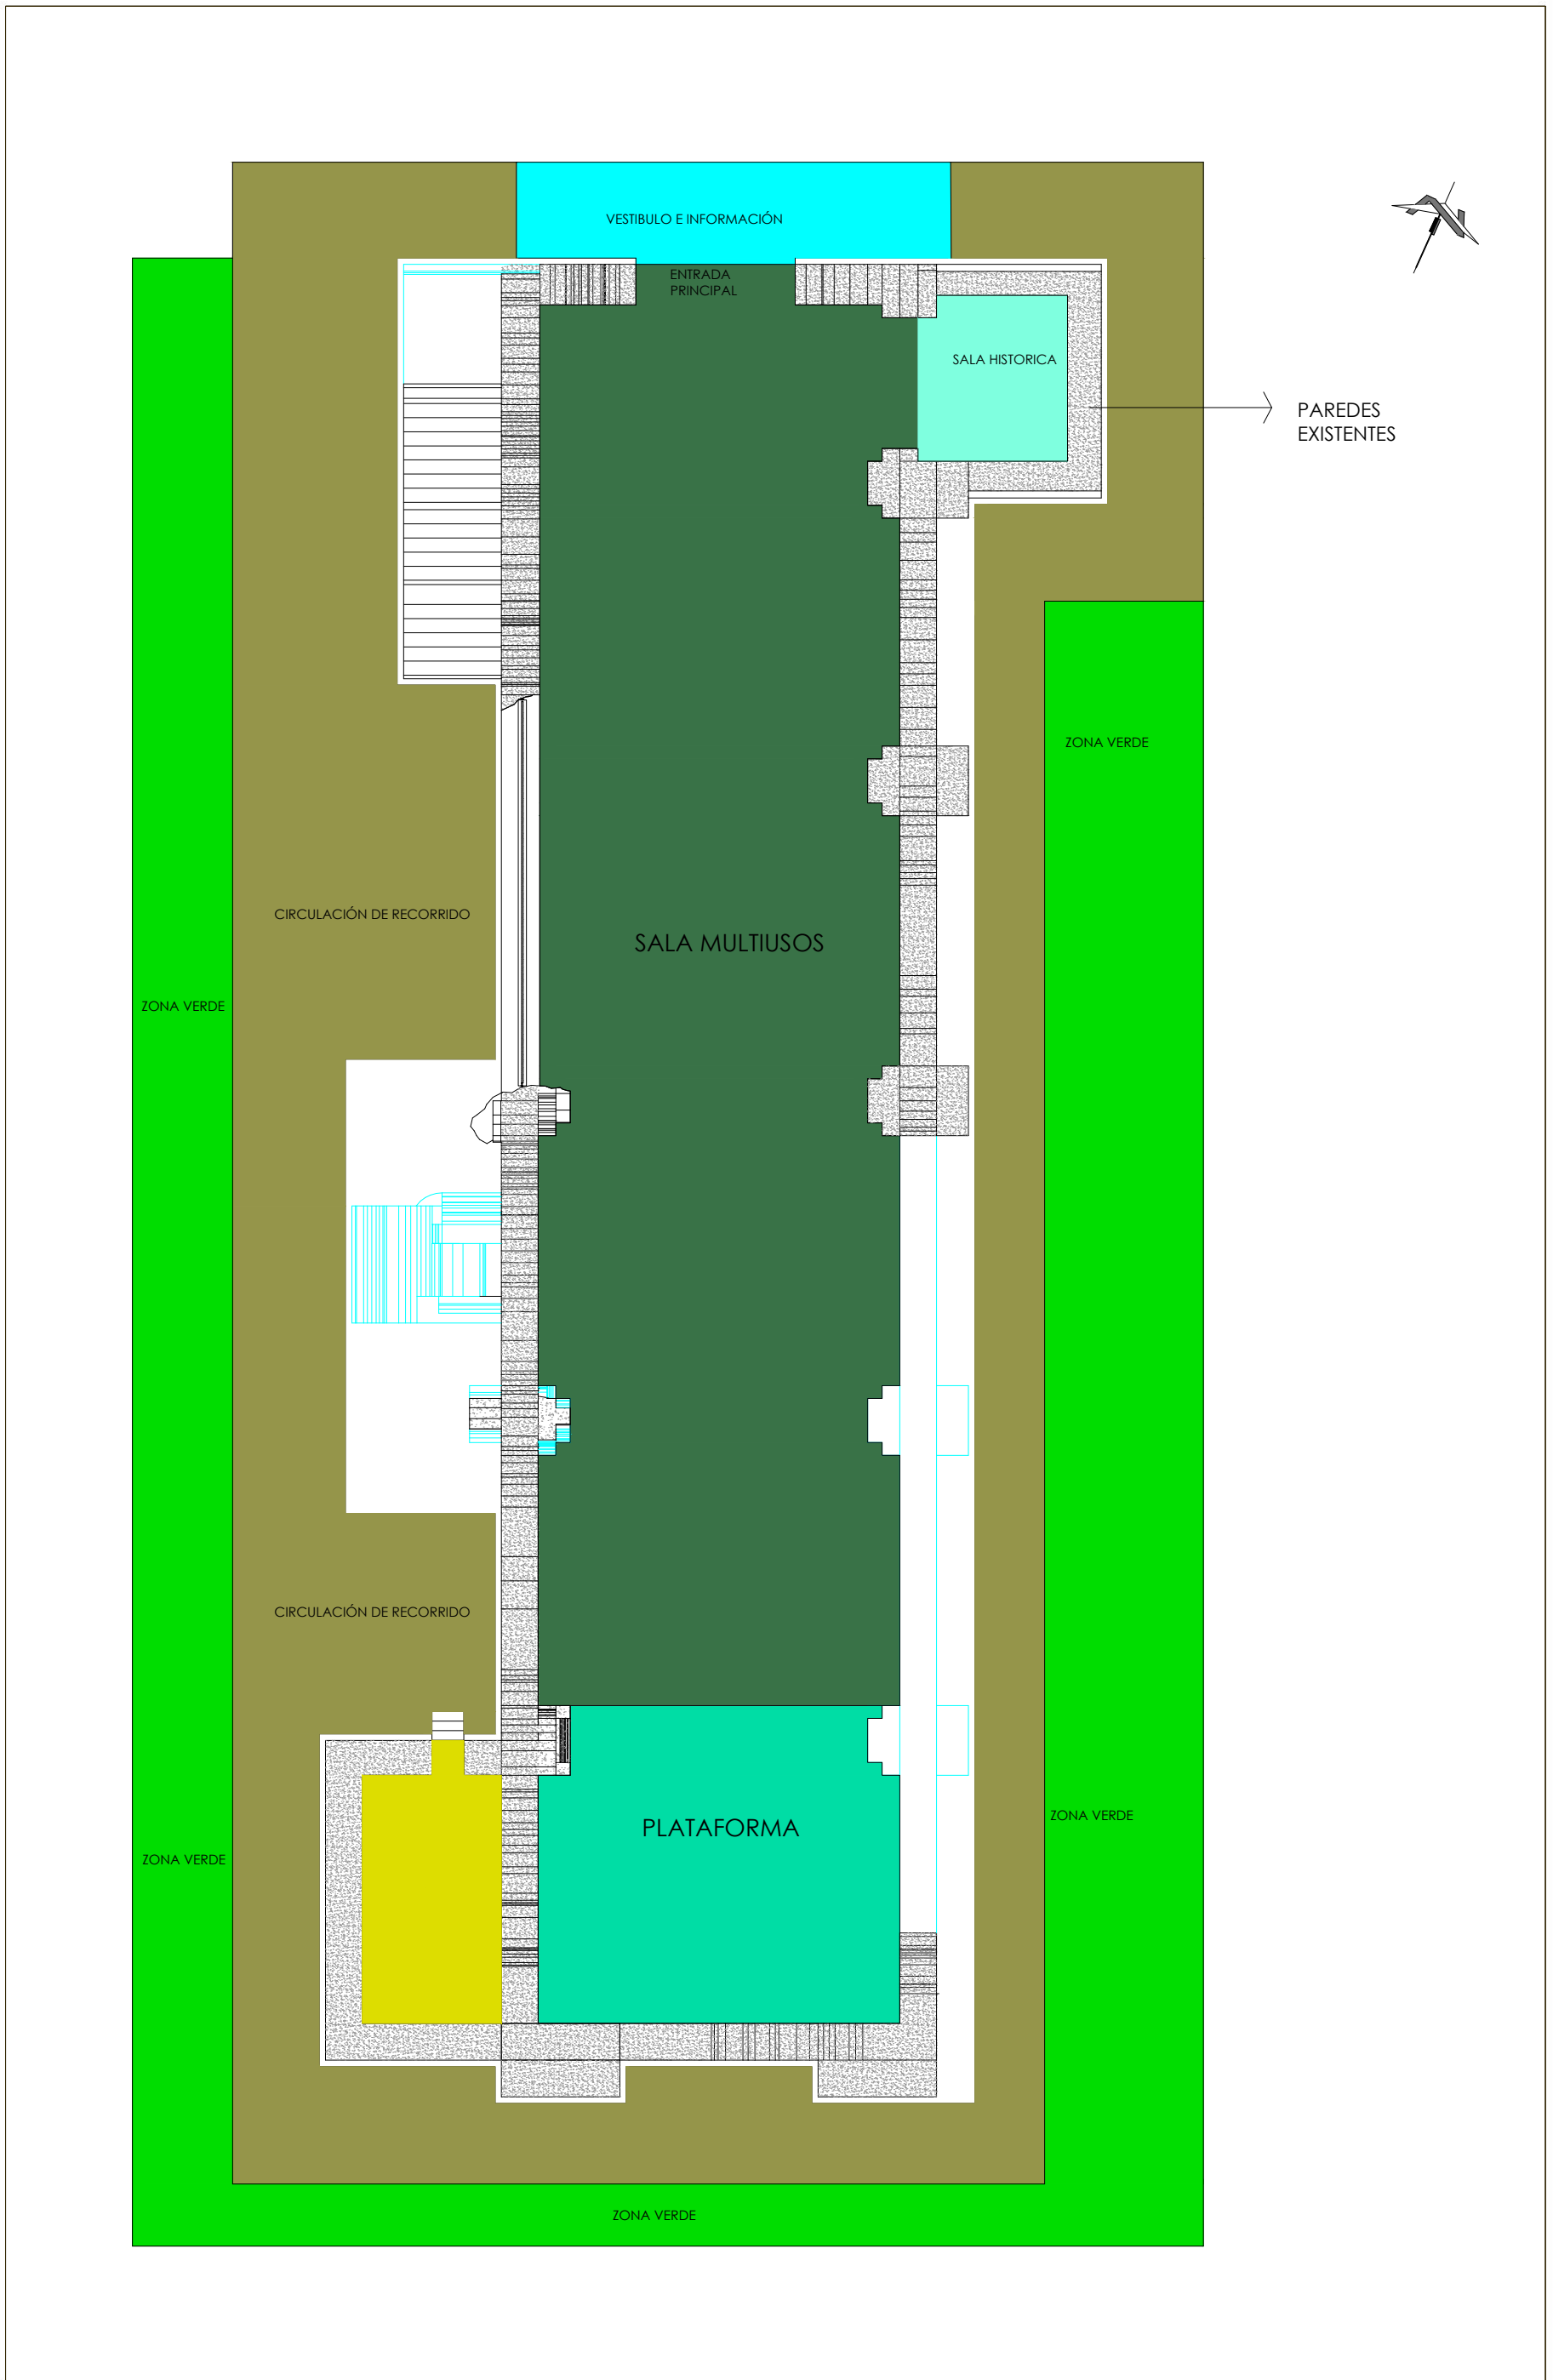 VESTIBULO E INFORMACIÓN
ENTRADA
PRINCIPAL
SALA HISTORICA
PAREDES
EXISTENTES
ZONA VERDE
CIRCULACIÓN DE RECORRIDO
SALA MULTIUSOS
ZONA VERDE
CIRCULACIÓN DE RECORRIDO
ZONA VERDE
PLATAFORMA
ZONA VERDE
ZONA VERDE